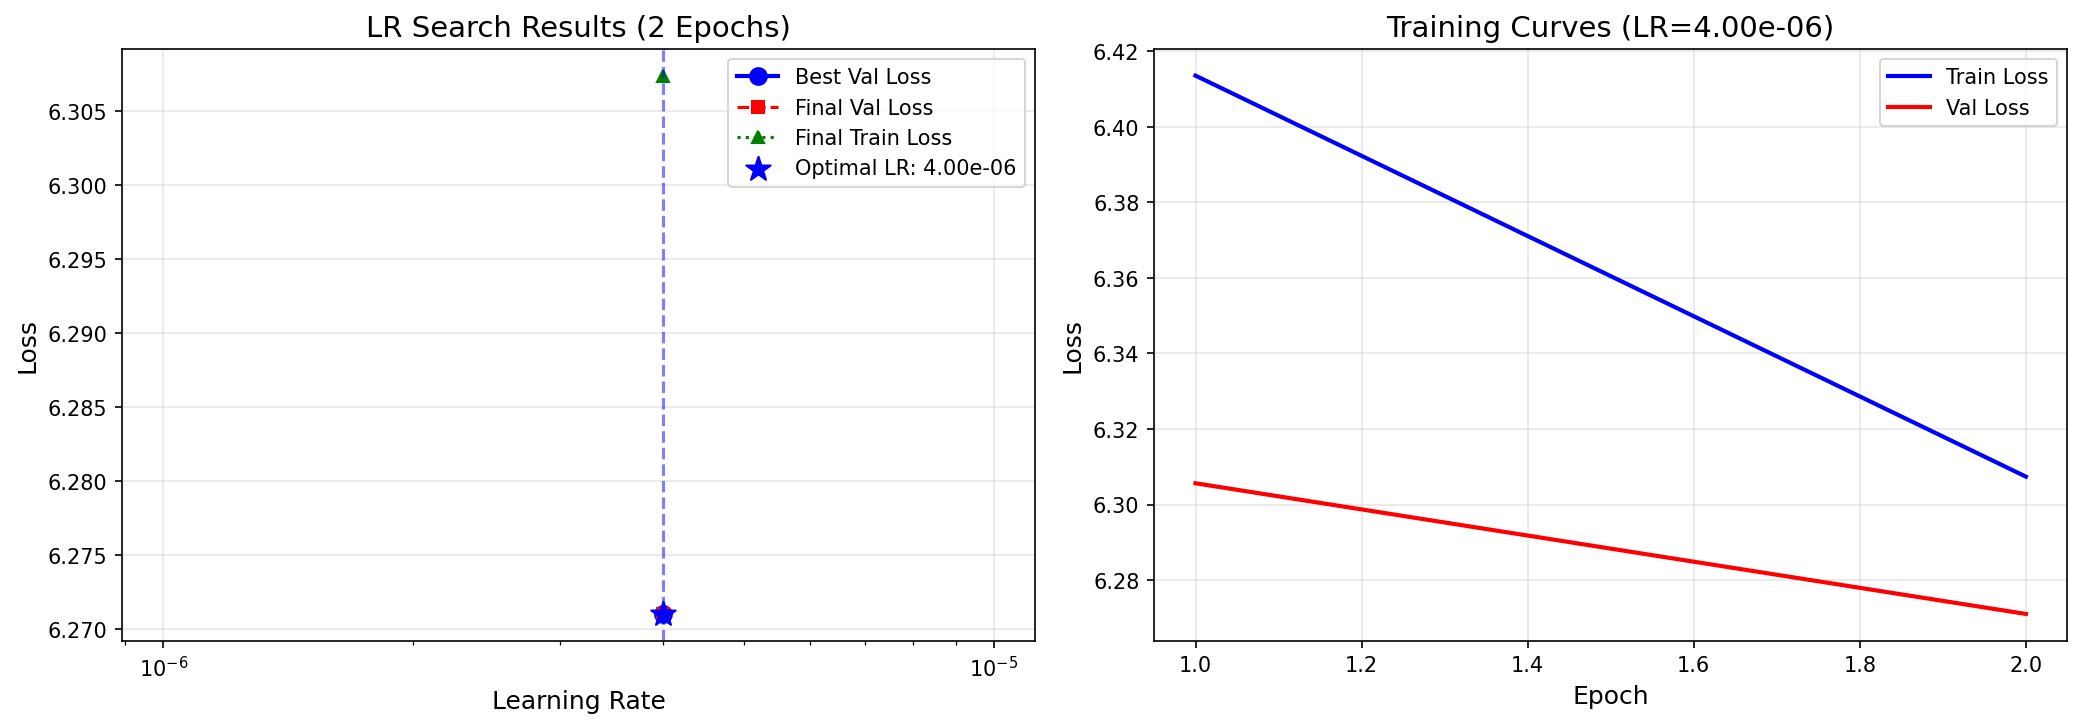 LR Search Results (2 Epochs)
Loss
6.305
6.300
6.295
6.290
6.285
6.280
6.275
6.270
Best Val Loss
Final Val Loss
Final Train Loss
Optimal LR: 4.00e-06
10⁻⁶
10⁻⁵
Learning Rate
Training Curves (LR=4.00e-06)
Loss
6.42
6.40
6.38
6.36
6.34
6.32
6.30
6.28
Train Loss
Val Loss
1.0 1.2 1.4 1.6 1.8 2.0
Epoch